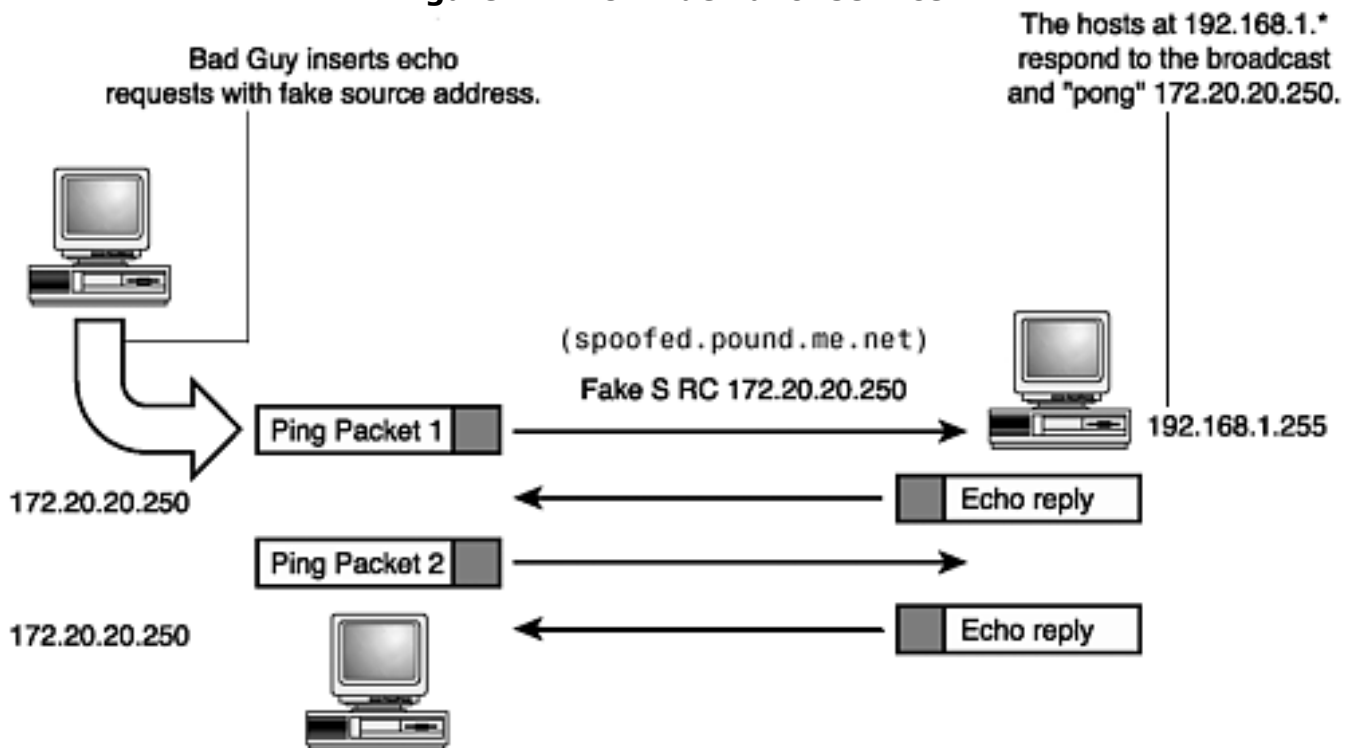 Bad Guy inserts echo
requests with fake source address.
The hosts at 192.168.1.*
respond to the broadcast
and "pong" 172.20.20.250.
(spoofed.pound.me.net)
Fake S RC 172.20.20.250
Ping Packet 1
192.168.1.255
172.20.20.250
Echo reply
Ping Packet 2
172.20.20.250
Echo reply